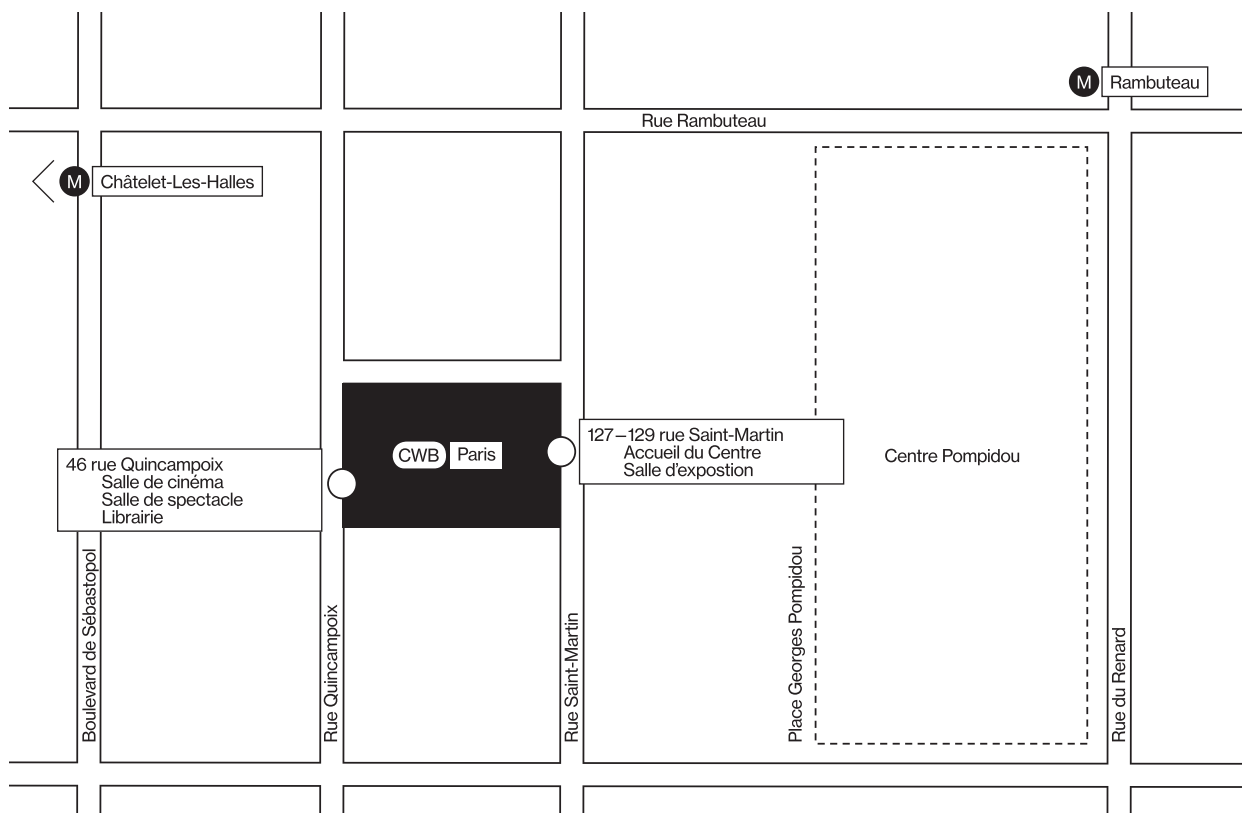 M Rambuteau
Rue Rambuteau
M Châtelet-Les-Halles
127–129 rue Saint-Martin
Accueil du Centre
Salle d'expostion
CWB Paris
Centre Pompidou
46 rue Quincampoix
Salle de cinéma
Salle de spectacle
Librairie
Boulevard de Sébastopol
Rue Quincampoix
Rue Saint-Martin
Place Georges Pompidou
Rue du Renard